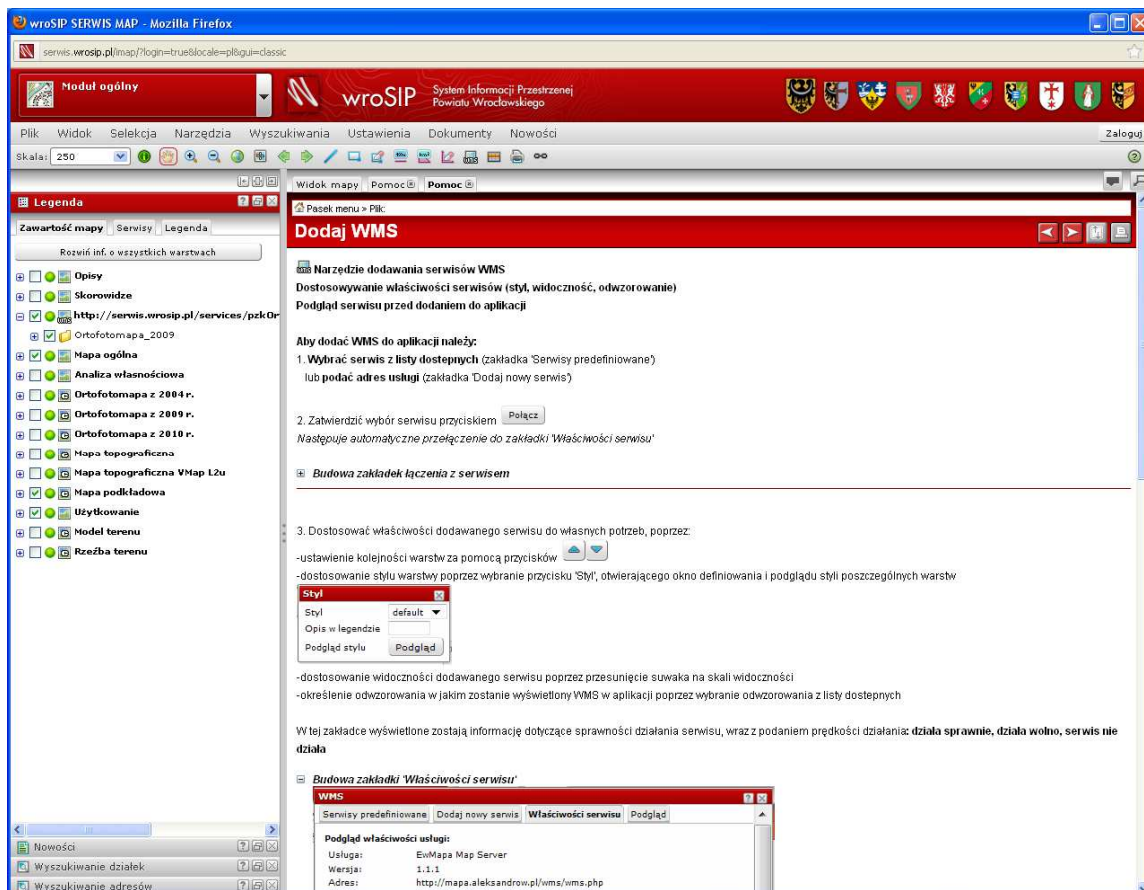 wroSIP SERWIS MAP - Mozilla Firefox
serwis.wrosip.pl/imap/?login=true&locale=pl&gui=classic
Moduł ogólny
wroSIP
System Informacji Przestrzenej
Powiatu Wrocławskiego
Plik Widok Selekcja Narzędzia Wyszukiwania Ustawienia Dokumenty Nowości
Zaloguj
Skala: 250
Legenda
Zawartość mapy Serwisy Legenda
Rozwiń inf. o wszystkich warstwach
Opisy
Skorowidze
http://serwis.wrosip.pl/services/pzkOr
Ortofotomapa_2009
Mapa ogólna
Analiza własnościowa
Ortofotomapa z 2004 r.
Ortofotomapa z 2009 r.
Ortofotomapa z 2010 r.
Mapa topograficzna
Mapa topograficzna VMap L2u
Mapa podkładowa
Użytkowanie
Model terenu
Rzeźba terenu
Nowości
Wyszukiwanie działek
Wyszukiwanie adresów
Widok mapy Pomoc Pomoc
Pasek menu » Plik:
Dodaj WMS
Narzędzie dodawania serwisów WMS
Dostosowywanie właściwości serwisów (styl, widoczność, odwzorowanie)
Podgląd serwisu przed dodaniem do aplikacji
Aby dodać WMS do aplikacji należy:
1. Wybrać serwis z listy dostepnych (zakładka 'Serwisy predefiniowane')
lub podać adres usługi (zakładka 'Dodaj nowy serwis')
2. Zatwierdzić wybór serwisu przyciskiem Połącz
Następuje automatyczne przełączenie do zakładki 'Właściwości serwisu'
Budowa zakładek łączenia z serwisem
3. Dostosować właściwości dodawanego serwisu do własnych potrzeb, poprzez:
-ustawienie kolejności warstw za pomocą przycisków
-dostosowanie stylu warstwy poprzez wybranie przycisku 'Styl', otwierającego okno definiowania i podglądu styli poszczególnych warstw
Styl
Styl default
Opis w legendzie
Podgląd stylu Podgląd
-dostosowanie widoczności dodawanego serwisu poprzez przesunięcie suwaka na skali widoczności
-określenie odwzorowania w jakim zostanie wyświetlony WMS w aplikacji poprzez wybranie odwzorowania z listy dostepnych
W tej zakładce wyświetlone zostają informację dotyczące sprawności działania serwisu, wraz z podaniem prędkości działania: działa sprawnie, działa wolno, serwis nie
działa
Budowa zakładki 'Właściwości serwisu'
WMS
Serwisy predefiniowane Dodaj nowy serwis Właściwości serwisu Podgląd
Podgląd właściwości usługi:
Usługa: EwMapa Map Server
Wersja: 1.1.1
Adres: http://mapa.aleksandrow.pl/wms/wms.php